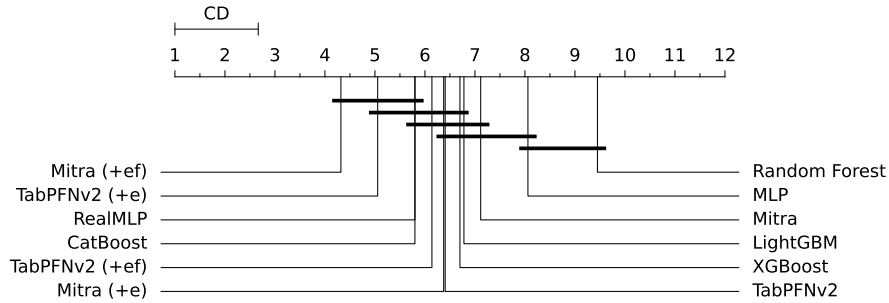 CD
1 2 3 4 5 6 7 8 9 10 11 12
Mitra (+ef) Random Forest
TabPFNv2 (+e) MLP
RealMLP Mitra
CatBoost LightGBM
TabPFNv2 (+ef) XGBoost
Mitra (+e) TabPFNv2